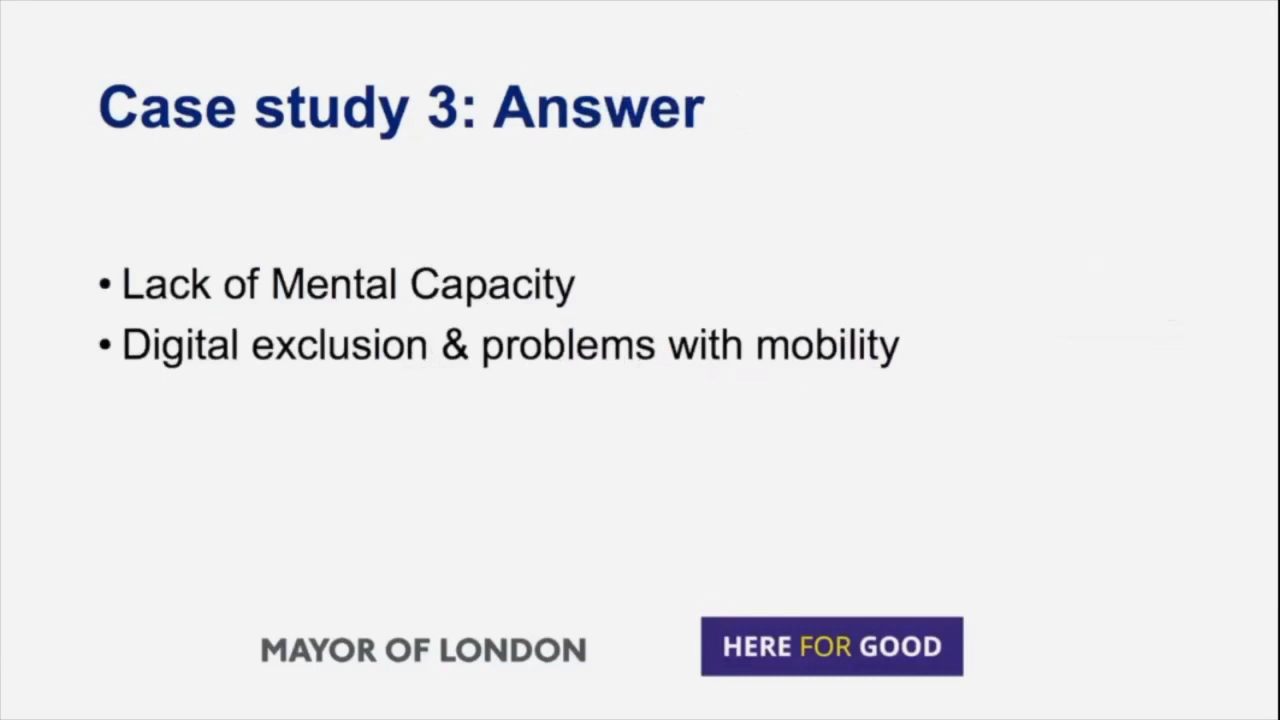 Case study 3: Answer
• Lack of Mental Capacity
• Digital exclusion & problems with mobility
MAYOR OF LONDON
HERE FOR GOOD